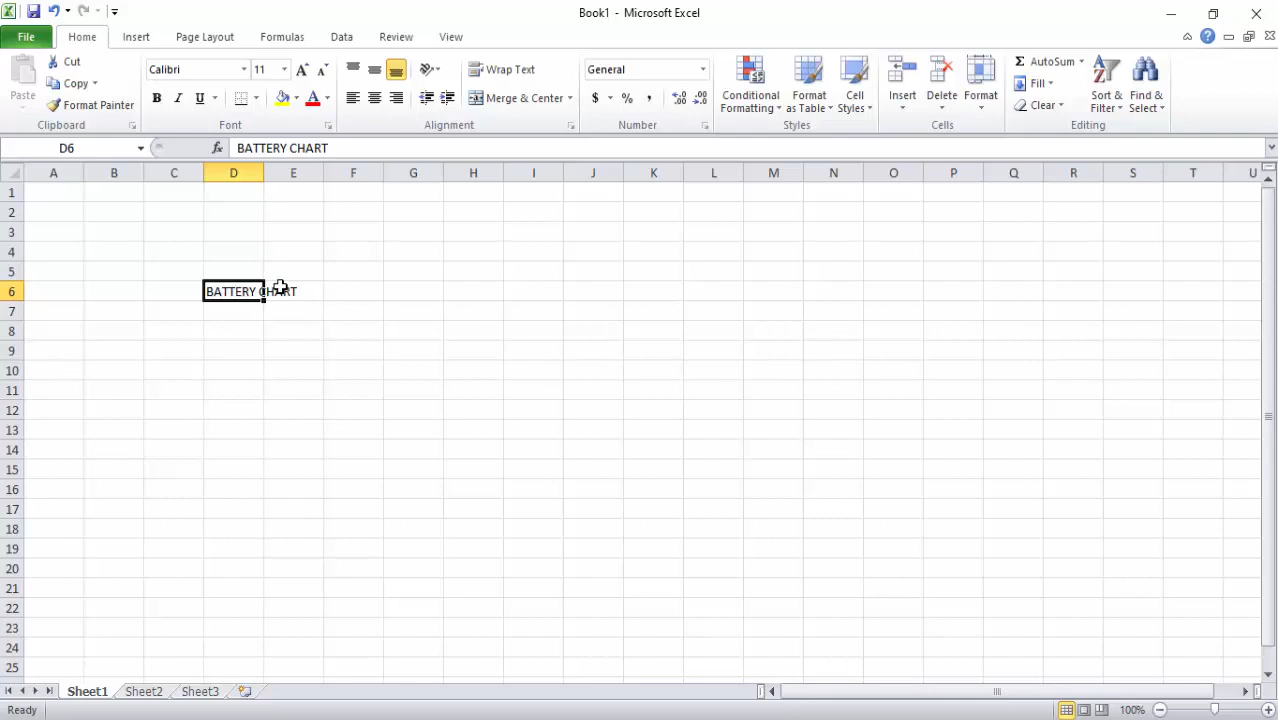 Book1 - Microsoft Excel
File Home Insert Page Layout Formulas Data Review View
Paste
Cut
Copy
Format Painter
Clipboard
Calibri 11
B I U
Font
Wrap Text
Merge & Center
Alignment
General
$ % ,
Number
Conditional Formatting
Format as Table
Cell Styles
Styles
Insert
Delete
Format
Cells
Σ AutoSum
Fill
Clear
Sort & Filter
Find & Select
Editing
D6 fx BATTERY CHART
A B C D E F G H I J K L M N O P Q R S T U
1
2
3
4
5
6 BATTERY CHART
7
8
9
10
11
12
13
14
15
16
17
18
19
20
21
22
23
24
25
Sheet1 Sheet2 Sheet3
Ready 100%